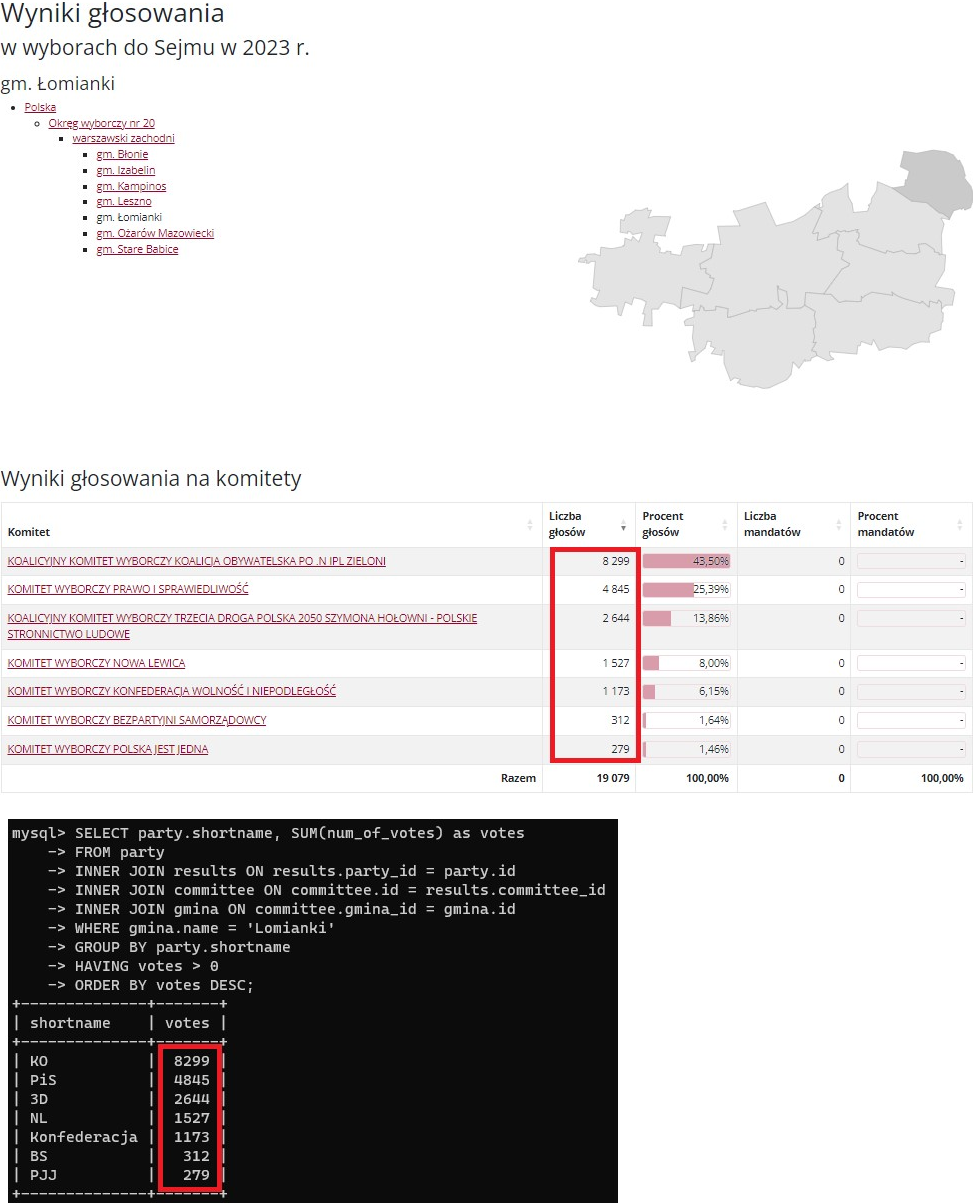 Wyniki głosowania
w wyborach do Sejmu w 2023 r.
gm. Łomianki
Polska
Okręg wyborczy nr 20
warszawski zachodni
gm. Błonie
gm. Izabelin
gm. Kampinos
gm. Leszno
gm. Łomianki
gm. Ożarów Mazowiecki
gm. Stare Babice
Wyniki głosowania na komitety
Komitet Liczba głosów Procent głosów Liczba mandatów Procent mandatów
KOALICYJNY KOMITET WYBORCZY KOALICJA OBYWATELSKA PO .N IPL ZIELONI 8 299 43,50% 0 -
KOMITET WYBORCZY PRAWO I SPRAWIEDLIWOŚĆ 4 845 25,39% 0 -
KOALICYJNY KOMITET WYBORCZY TRZECIA DROGA POLSKA 2050 SZYMONA HOŁOWNI - POLSKIE 2 644 13,86% 0 -
STRONNICTWO LUDOWE
KOMITET WYBORCZY NOWA LEWICA 1 527 8,00% 0 -
KOMITET WYBORCZY KONFEDERACJA WOLNOŚĆ I NIEPODLEGŁOŚĆ 1 173 6,15% 0 -
KOMITET WYBORCZY BEZPARTYJNI SAMORZĄDOWCY 312 1,64% 0 -
KOMITET WYBORCZY POLSKA JEST JEDNA 279 1,46% 0 -
Razem 19 079 100,00% 0 100,00%
mysql> SELECT party.shortname, SUM(num_of_votes) as votes
    -> FROM party
    -> INNER JOIN results ON results.party_id = party.id
    -> INNER JOIN committee ON committee.id = results.committee_id
    -> INNER JOIN gmina ON committee.gmina_id = gmina.id
    -> WHERE gmina.name = 'Lomianki'
    -> GROUP BY party.shortname
    -> HAVING votes > 0
    -> ORDER BY votes DESC;
+--------------+-------+
| shortname    | votes |
+--------------+-------+
| KO           |  8299 |
| PiS          |  4845 |
| 3D           |  2644 |
| NL           |  1527 |
| Konfederacja |  1173 |
| BS           |   312 |
| PJJ          |   279 |
+--------------+-------+